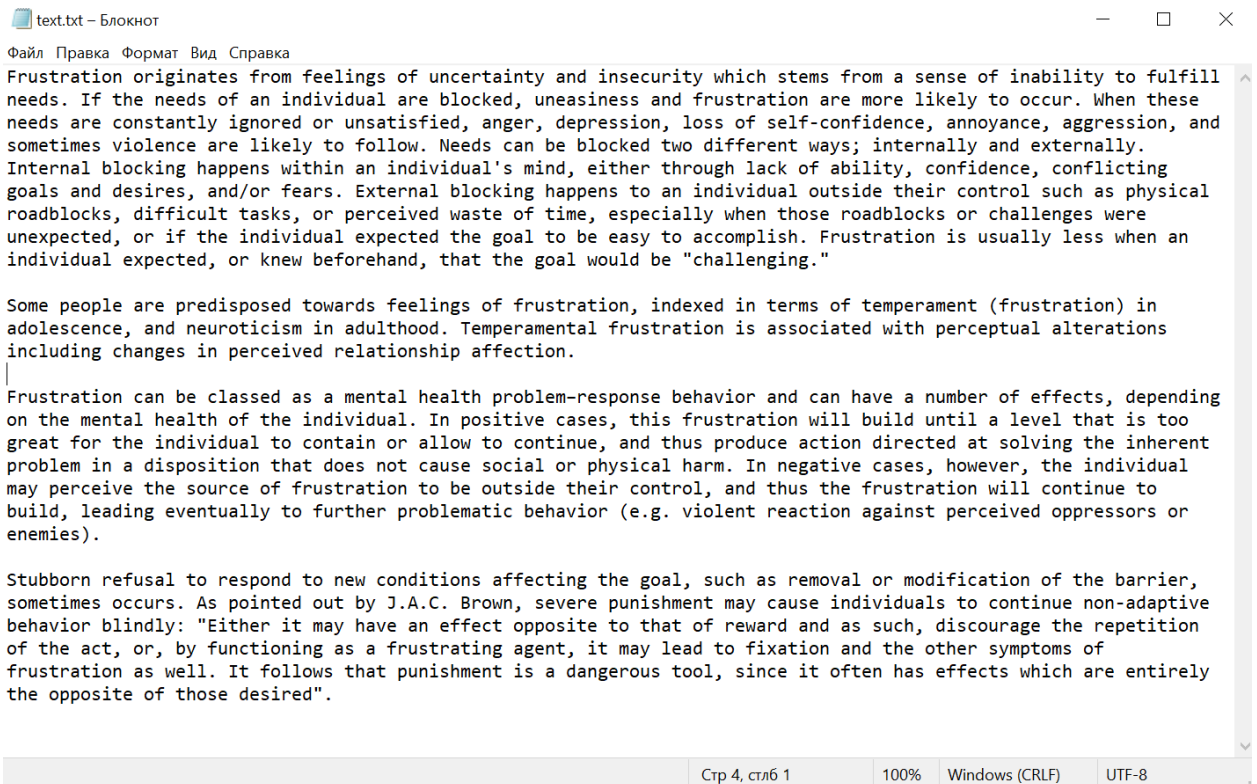 text.txt – Блокнот
Файл Правка Формат Вид Справка
Frustration originates from feelings of uncertainty and insecurity which stems from a sense of inability to fulfill
needs. If the needs of an individual are blocked, uneasiness and frustration are more likely to occur. When these
needs are constantly ignored or unsatisfied, anger, depression, loss of self-confidence, annoyance, aggression, and
sometimes violence are likely to follow. Needs can be blocked two different ways; internally and externally.
Internal blocking happens within an individual's mind, either through lack of ability, confidence, conflicting
goals and desires, and/or fears. External blocking happens to an individual outside their control such as physical
roadblocks, difficult tasks, or perceived waste of time, especially when those roadblocks or challenges were
unexpected, or if the individual expected the goal to be easy to accomplish. Frustration is usually less when an
individual expected, or knew beforehand, that the goal would be "challenging."

Some people are predisposed towards feelings of frustration, indexed in terms of temperament (frustration) in
adolescence, and neuroticism in adulthood. Temperamental frustration is associated with perceptual alterations
including changes in perceived relationship affection.

Frustration can be classed as a mental health problem–response behavior and can have a number of effects, depending
on the mental health of the individual. In positive cases, this frustration will build until a level that is too
great for the individual to contain or allow to continue, and thus produce action directed at solving the inherent
problem in a disposition that does not cause social or physical harm. In negative cases, however, the individual
may perceive the source of frustration to be outside their control, and thus the frustration will continue to
build, leading eventually to further problematic behavior (e.g. violent reaction against perceived oppressors or
enemies).

Stubborn refusal to respond to new conditions affecting the goal, such as removal or modification of the barrier,
sometimes occurs. As pointed out by J.A.C. Brown, severe punishment may cause individuals to continue non-adaptive
behavior blindly: "Either it may have an effect opposite to that of reward and as such, discourage the repetition
of the act, or, by functioning as a frustrating agent, it may lead to fixation and the other symptoms of
frustration as well. It follows that punishment is a dangerous tool, since it often has effects which are entirely
the opposite of those desired".
Стр 4, стлб 1 100% Windows (CRLF) UTF-8